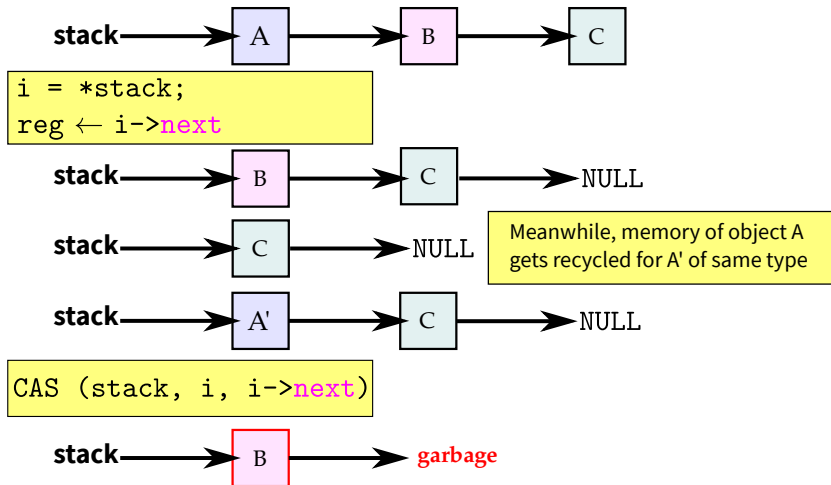 stack A B C
i = *stack;
reg ← i->next
stack B C NULL
stack C NULL
Meanwhile, memory of object A
gets recycled for A' of same type
stack A' C NULL
CAS (stack, i, i->next)
stack B garbage